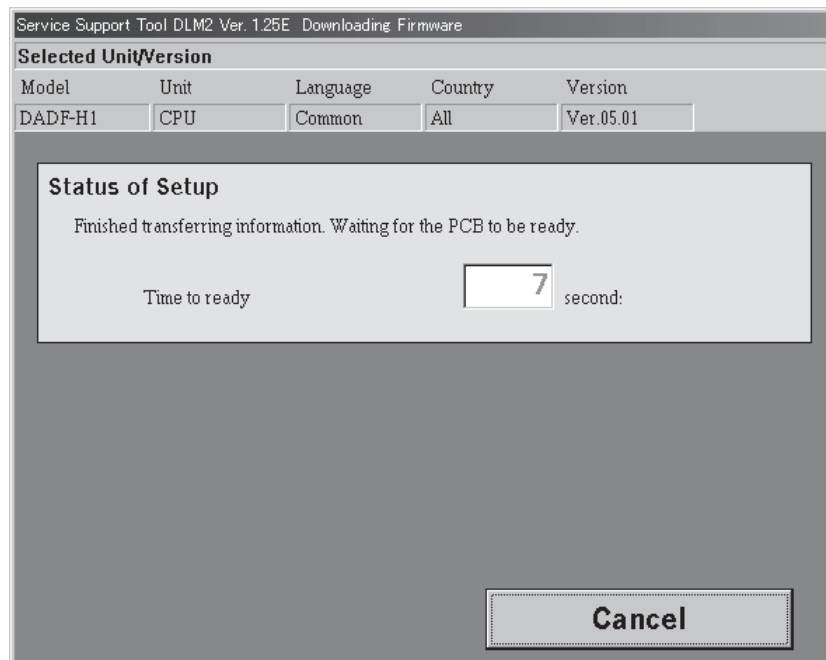 Service Support Tool DLM2 Ver. 1.25E Downloading Firmware
Selected Unit/Version
Model Unit Language Country Version
DADF-H1 CPU Common All Ver.05.01
Status of Setup
Finished transferring information. Waiting for the PCB to be ready.
Time to ready 7 second:
Cancel